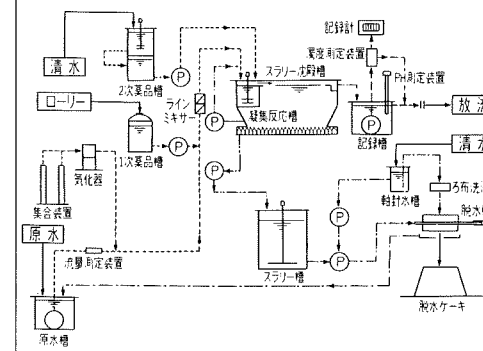 記録計
濁度測定装置
PH測定装置
スラリー沈殿槽
清水
2次薬品槽
ローリー
ライン
ミキサー
凝集反応槽
記録槽
放流
清水
1次薬品槽
気化器
集合装置
原水
流量測定装置
軸封水槽
ろ布洗
脱水
スラリー槽
脱水ケーキ
原水槽
P
P
P
P
P
P
P